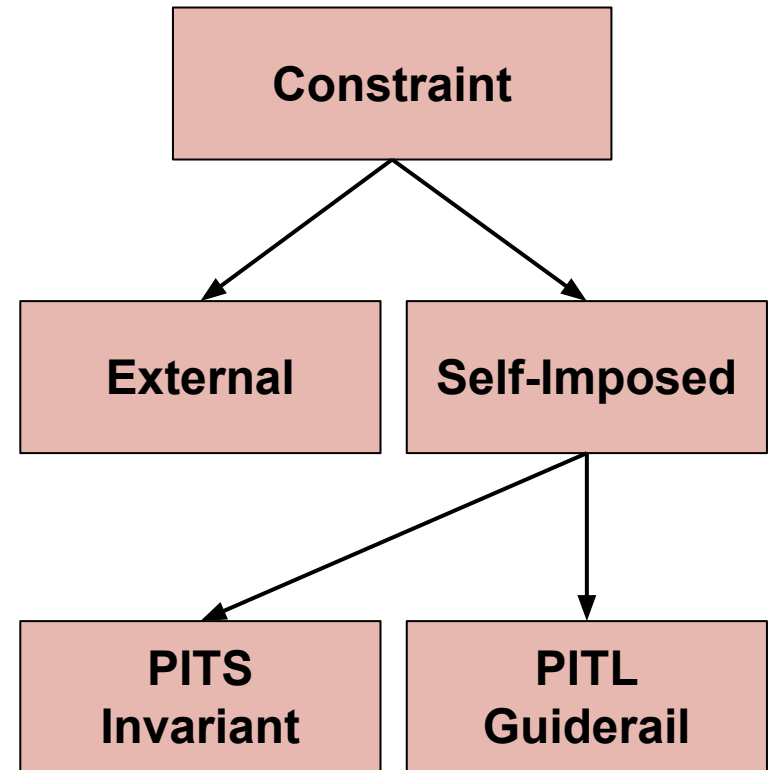 Constraint
External
Self-Imposed
PITS
Invariant
PITL
Guiderail